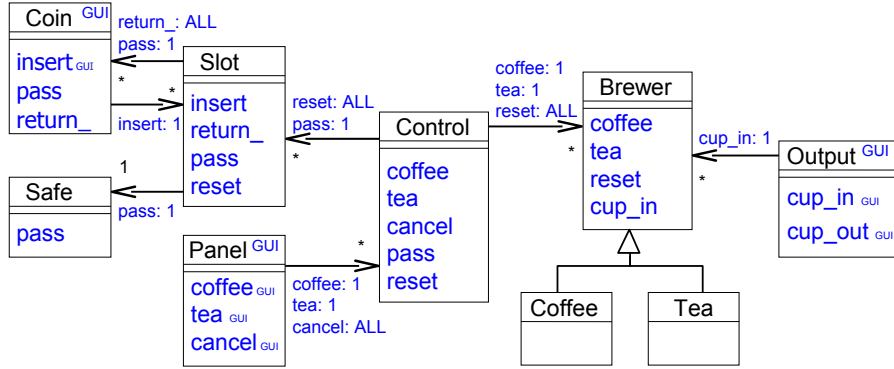 Coin GUI
insert GUI
pass
return_
return_: ALL
pass: 1
*
*
insert: 1
Slot
insert
return_
pass
reset
Safe
pass
1
pass: 1
reset: ALL
pass: 1
*
Control
coffee
tea
cancel
pass
reset
Panel GUI
coffee GUI
tea GUI
cancel GUI
*
coffee: 1
tea: 1
cancel: ALL
coffee: 1
tea: 1
reset: ALL
*
Brewer
coffee
tea
reset
cup_in
cup_in: 1
*
Output GUI
cup_in GUI
cup_out GUI
Coffee
Tea